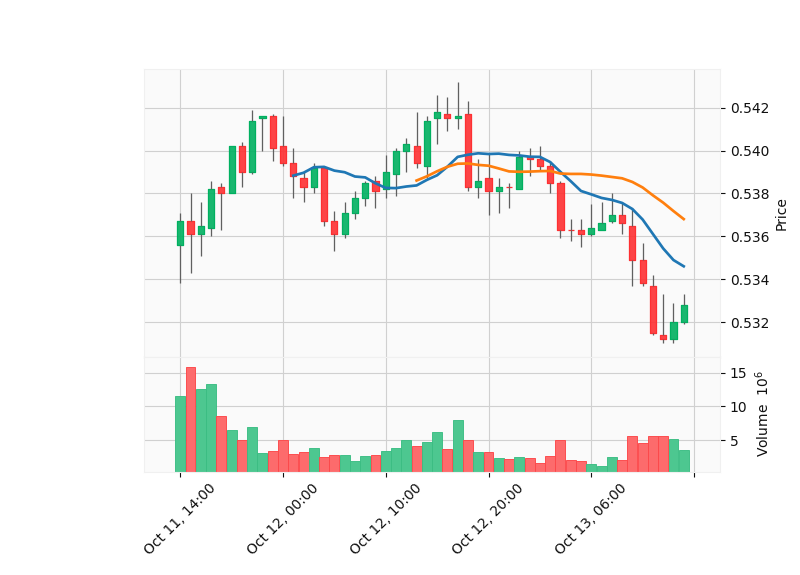 0.542
0.540
0.538
0.536
0.534
0.532
Price
15
10
5
Volume 10^6
Oct 11, 14:00
Oct 12, 00:00
Oct 12, 10:00
Oct 12, 20:00
Oct 13, 06:00